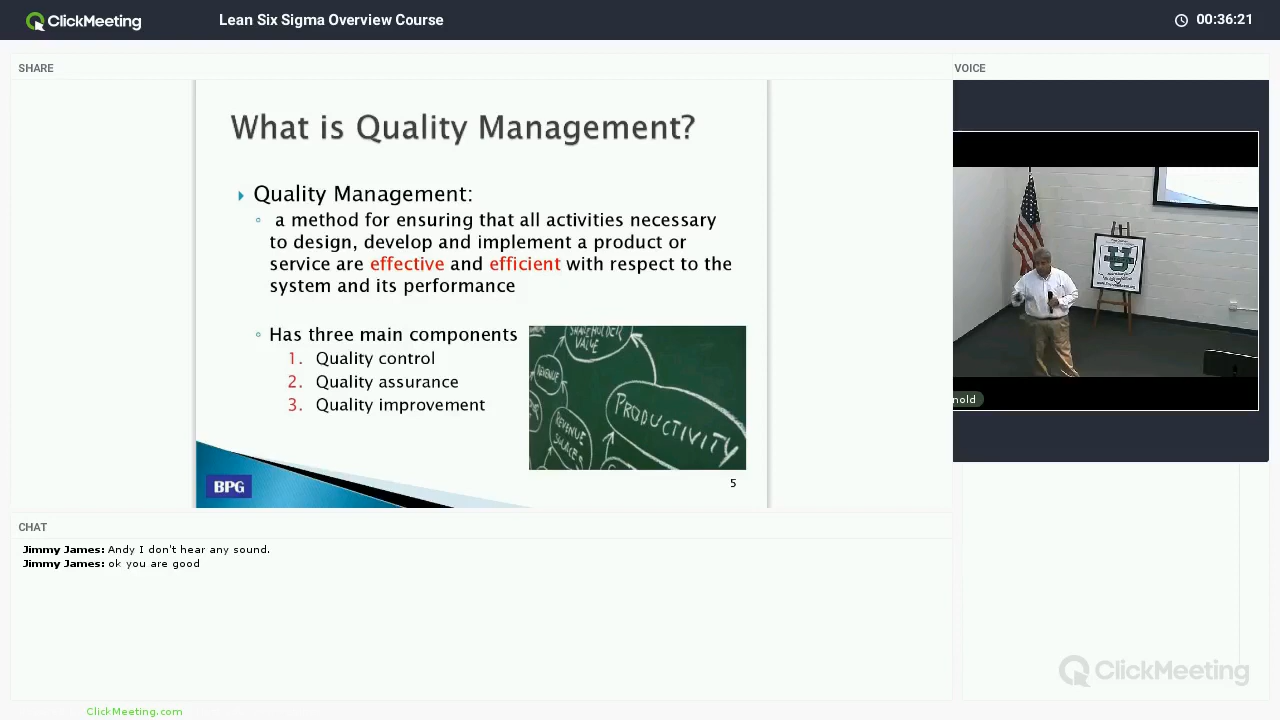 ClickMeeting
Lean Six Sigma Overview Course
00:36:21
SHARE
VOICE
What is Quality Management?
Quality Management:
a method for ensuring that all activities necessary
to design, develop and implement a product or
service are effective and efficient with respect to the
system and its performance
Has three main components
1. Quality control
2. Quality assurance
3. Quality improvement
SHAREHOLDER
VALUE
REVENUE
PRODUCTIVITY
REVENUE
BPG
5
nold
CHAT
Jimmy James: Andy I don't hear any sound.
Jimmy James: ok you are good
ClickMeeting
ClickMeeting.com